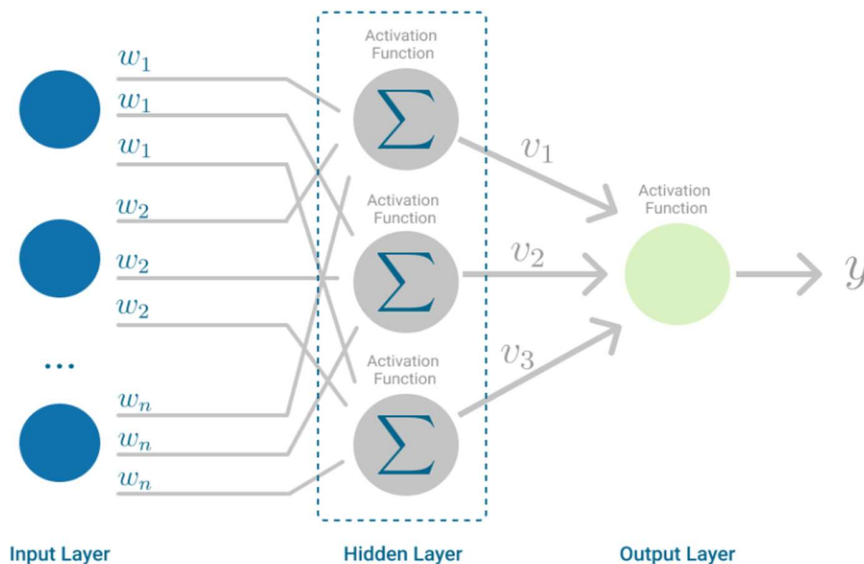 Activation
Function
w₁
w₁
w₁
Σ
v₁
w₂
Activation
Function
Activation
Function
w₂
v₂
y
Σ
w₂
...
Activation
Function
v₃
wₙ
wₙ
Σ
wₙ
Input Layer
Hidden Layer
Output Layer